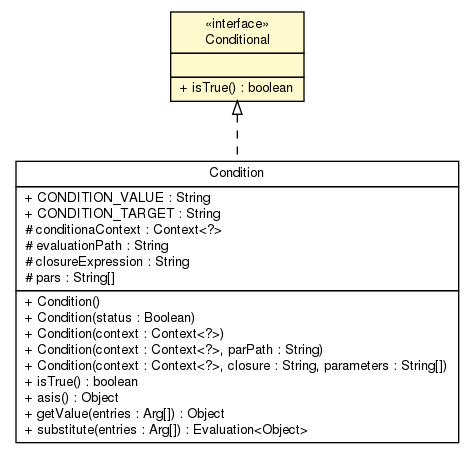 «interface»
Conditional
+ isTrue() : boolean
Condition
+ CONDITION_VALUE : String
+ CONDITION_TARGET : String
# conditionaContext : Context<?>
# evaluationPath : String
# closureExpression : String
# pars : String[]
+ Condition()
+ Condition(status : Boolean)
+ Condition(context : Context<?>)
+ Condition(context : Context<?>, parPath : String)
+ Condition(context : Context<?>, closure : String, parameters : String[])
+ isTrue() : boolean
+ asis() : Object
+ getValue(entries : Arg[]) : Object
+ substitute(entries : Arg[]) : Evaluation<Object>